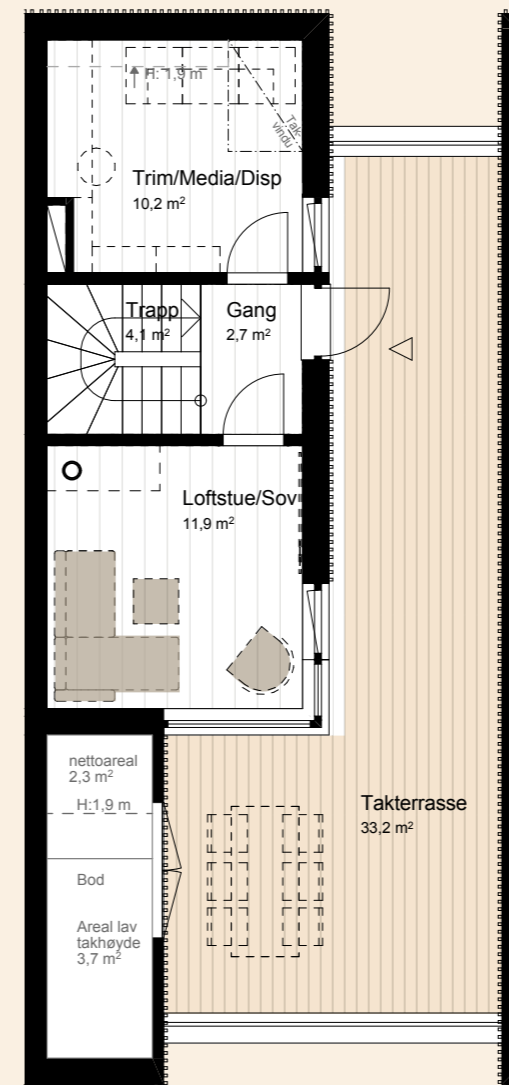 H: 1,9 m
Tak-
vindu
Trim/Media/Disp
10,2 m²
Trapp
4,1 m²
Gang
2,7 m²
Loftstue/Sov
11,9 m²
nettoareal
2,3 m²
H:1,9 m
Takterrasse
33,2 m²
Bod
Areal lav
takhøyde
3,7 m²